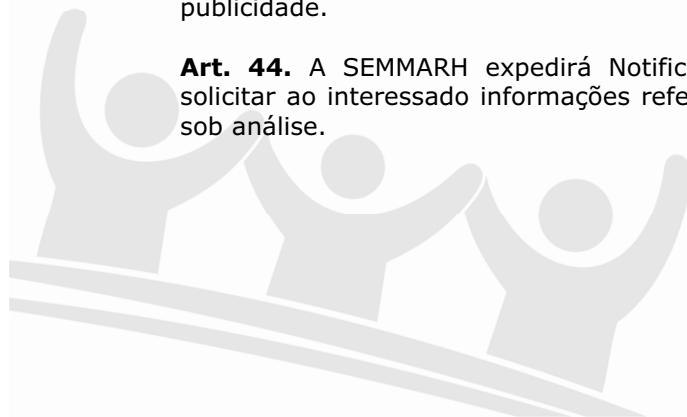 publicidade.
Art. 44. A SEMMARH expedirá Notific
solicitar ao interessado informações refe
sob análise.